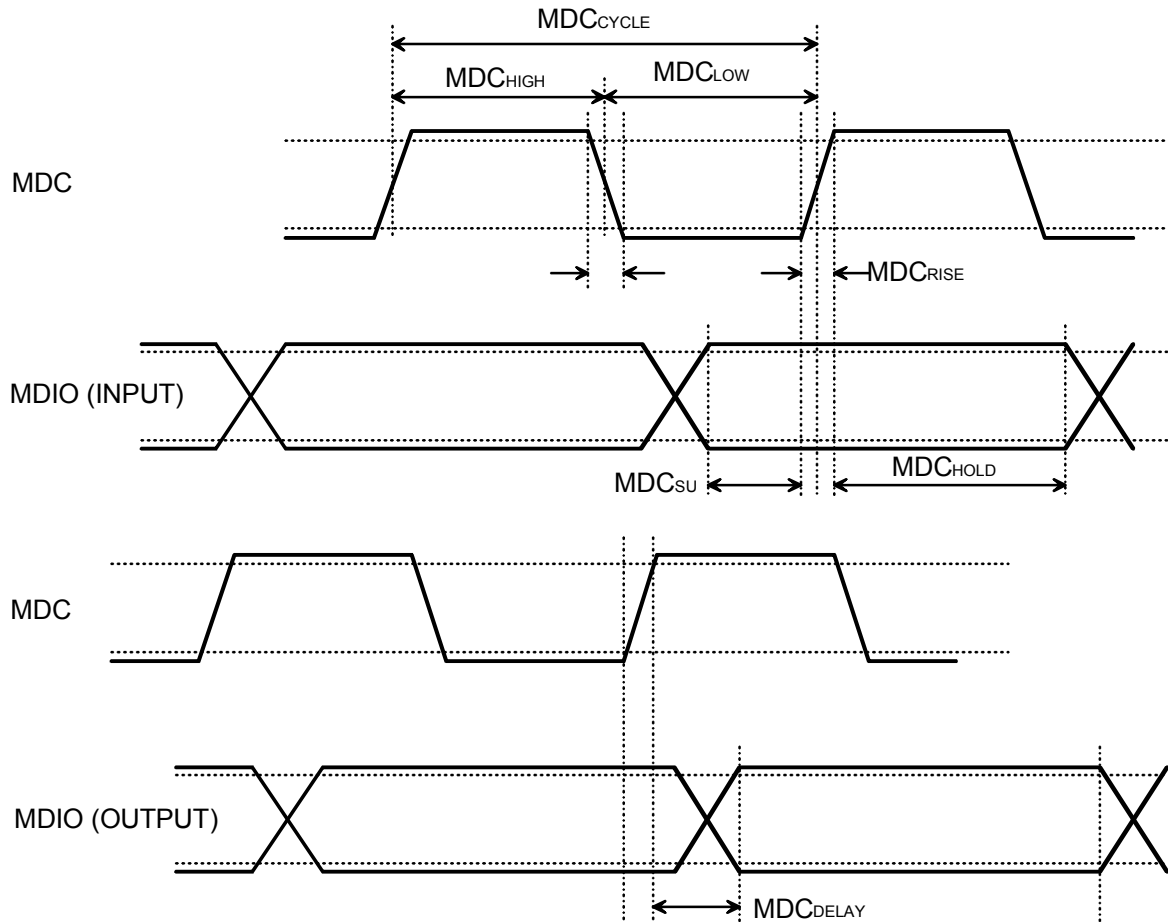 MDCCYCLE
MDCHIGH
MDCLOW
MDC
MDCRISE
MDIO (INPUT)
MDCSU
MDCHOLD
MDC
MDIO (OUTPUT)
MDCDELAY